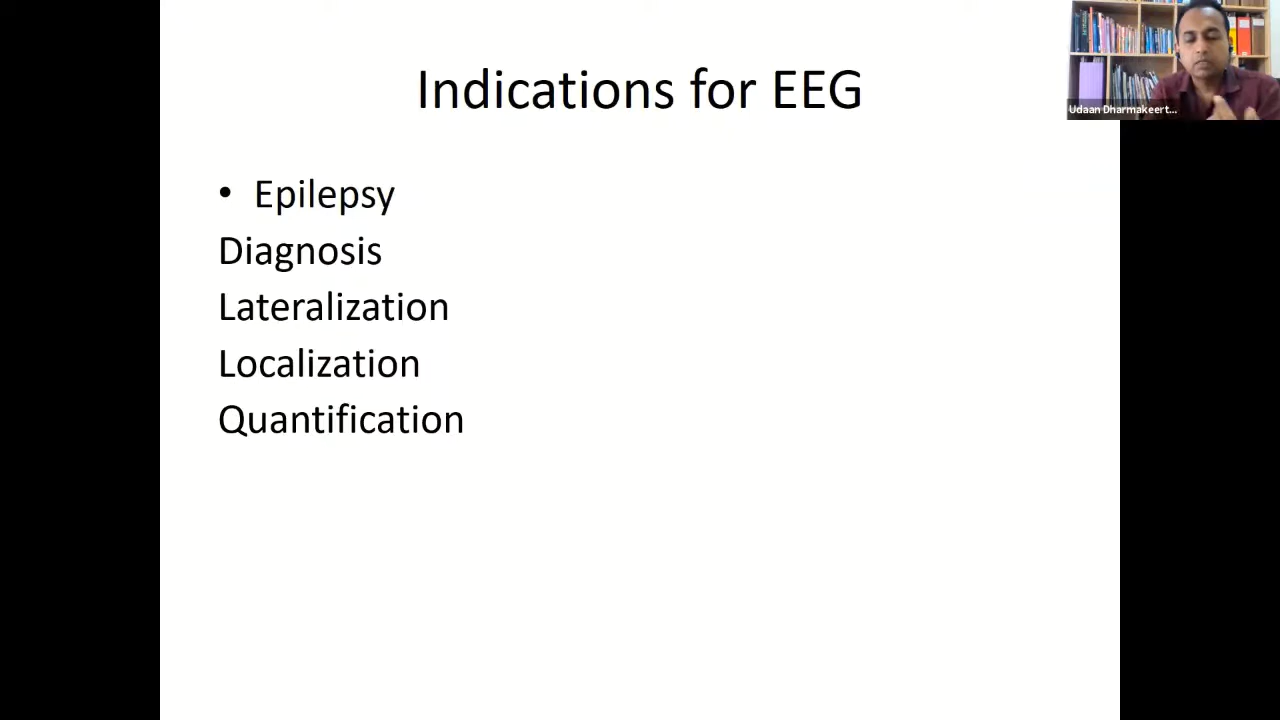 Indications for EEG
• Epilepsy
Diagnosis
Lateralization
Localization
Quantification
Udaan Dharmakeert...